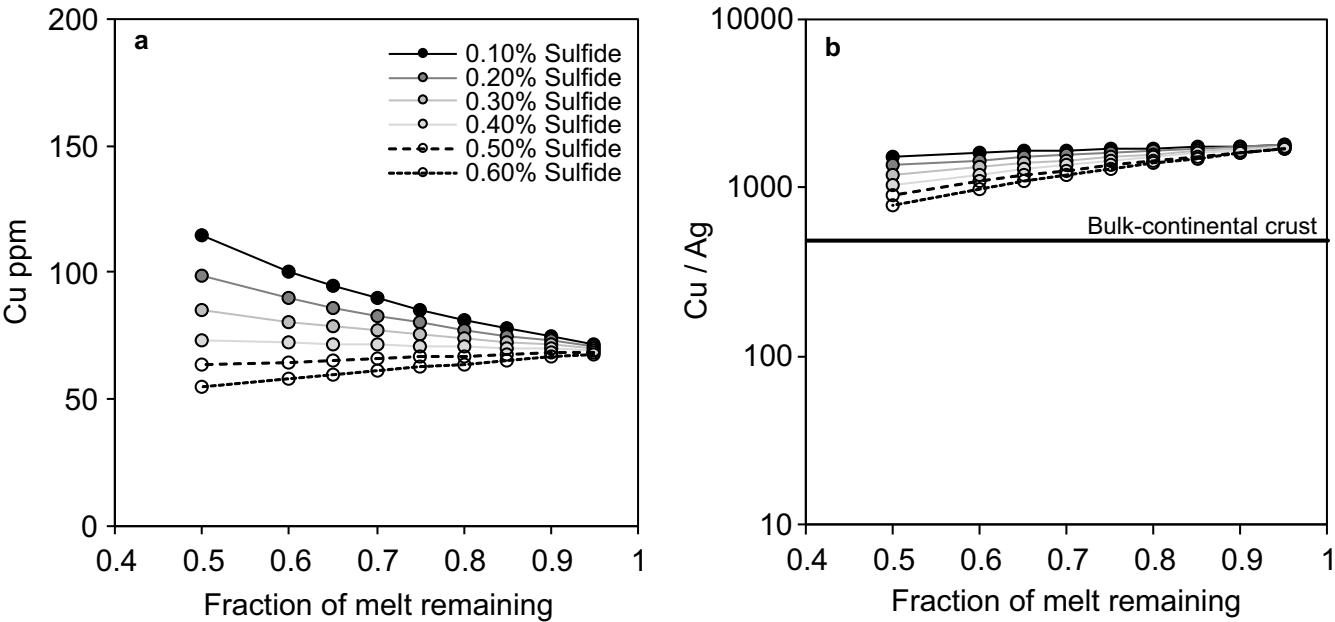 a
200
150
100
50
0
Cu ppm
0.10% Sulfide
0.20% Sulfide
0.30% Sulfide
0.40% Sulfide
0.50% Sulfide
0.60% Sulfide
0.4 0.5 0.6 0.7 0.8 0.9 1
Fraction of melt remaining
b
10000
1000
100
10
Cu / Ag
Bulk-continental crust
0.4 0.5 0.6 0.7 0.8 0.9 1
Fraction of melt remaining